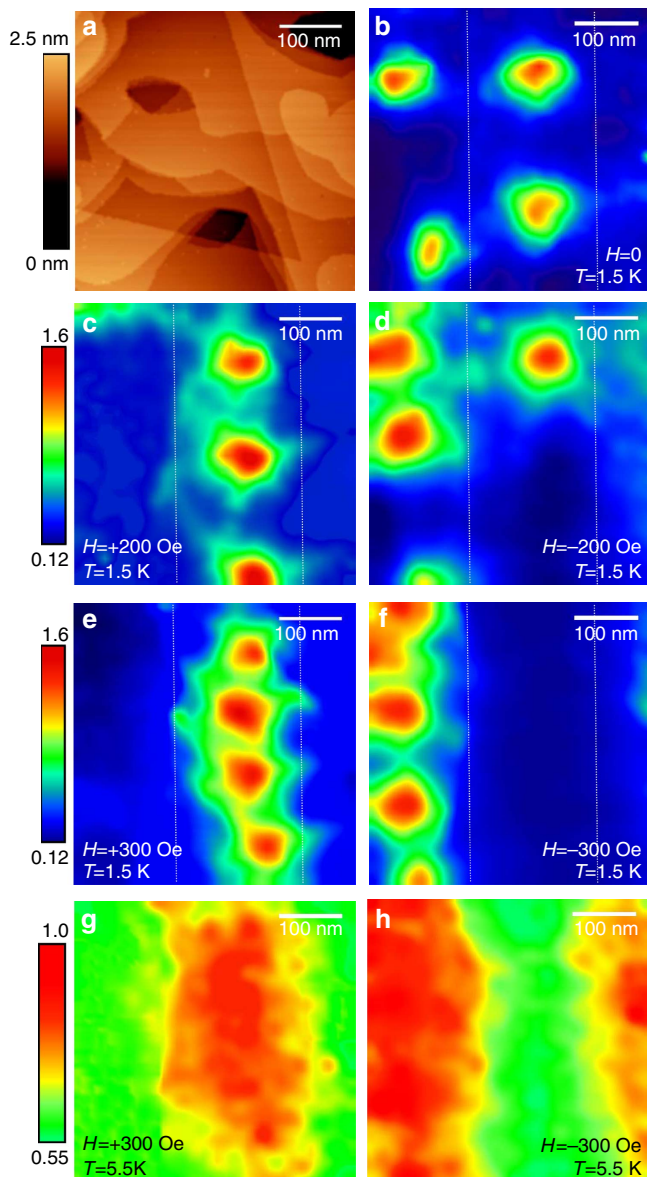 a
100 nm
2.5 nm
0 nm
b
100 nm
H=0
T=1.5 K
c
100 nm
1.6
0.12
H=+200 Oe
T=1.5 K
d
100 nm
H=−200 Oe
T=1.5 K
e
100 nm
1.6
0.12
H=+300 Oe
T=1.5 K
f
100 nm
H=−300 Oe
T=1.5 K
g
100 nm
1.0
0.55
H=+300 Oe
T=5.5K
h
100 nm
H=−300 Oe
T=5.5 K